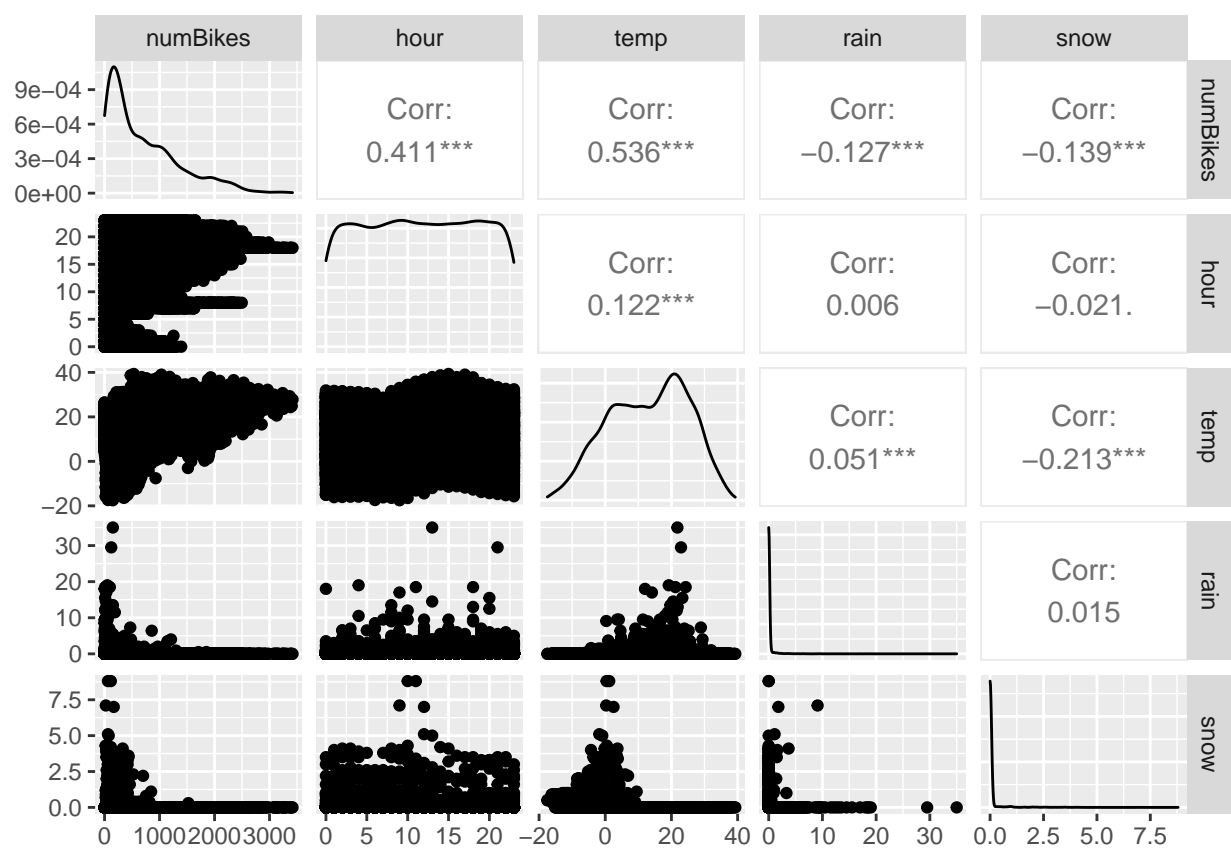 numBikes hour temp rain snow
9e−04
6e−04
3e−04
0e+00
Corr:
0.411***
Corr:
0.536***
Corr:
−0.127***
Corr:
−0.139***
numBikes
20
15
10
5
0
Corr:
0.122***
Corr:
0.006
Corr:
−0.021.
hour
40
20
0
−20
Corr:
0.051***
Corr:
−0.213***
temp
30
20
10
0
Corr:
0.015
rain
7.5
5.0
2.5
0.0
snow
0 1000 2000 3000 0 5 10 15 20 −20 0 20 40 0 10 20 30 0.0 2.5 5.0 7.5